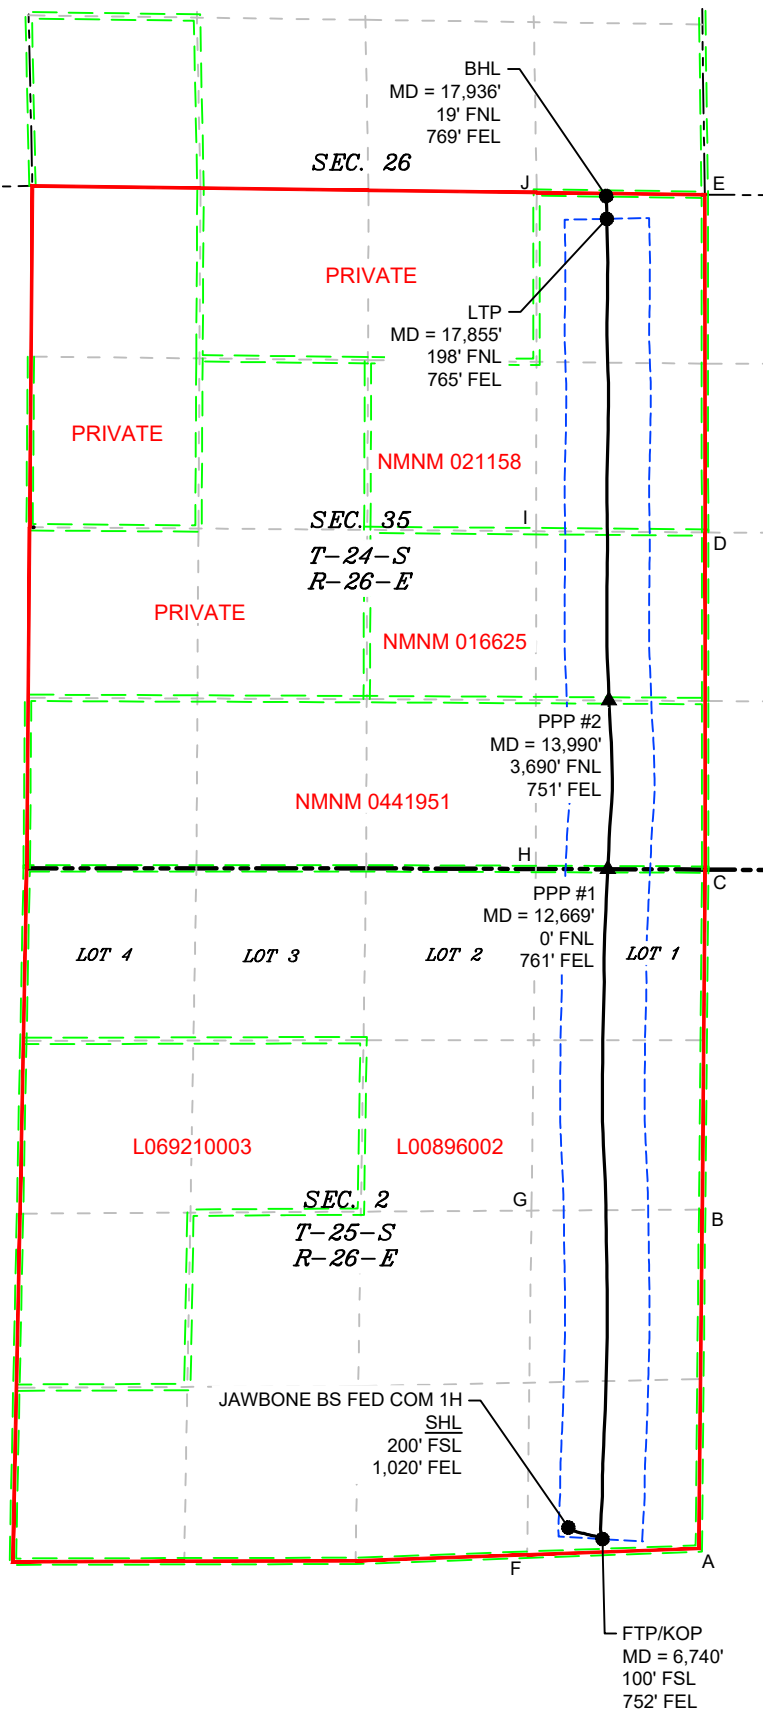 BHL
MD = 17,936'
19' FNL
769' FEL
SEC. 26
J
E
PRIVATE
LTP
MD = 17,855'
198' FNL
765' FEL
PRIVATE
NMNM 021158
SEC. 35
I
D
T-24-S
R-26-E
PRIVATE
NMNM 016625
PPP #2
MD = 13,990'
3,690' FNL
751' FEL
NMNM 0441951
H
C
PPP #1
MD = 12,669'
0' FNL
761' FEL
LOT 4
LOT 3
LOT 2
LOT 1
L069210003
L00896002
SEC. 2
G
B
T-25-S
R-26-E
JAWBONE BS FED COM 1H
SHL
200' FSL
1,020' FEL
F
A
FTP/KOP
MD = 6,740'
100' FSL
752' FEL